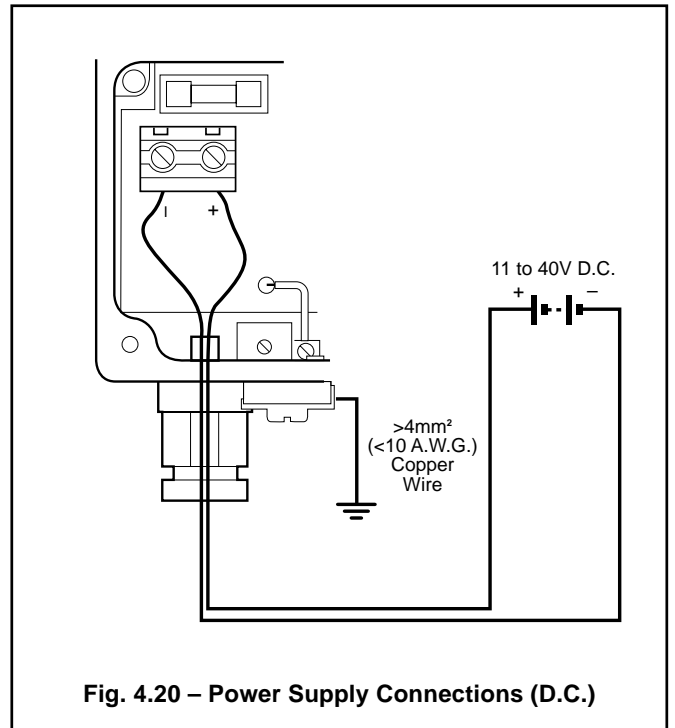 – +
11 to 40V D.C.
+ –
>4mm²
(<10 A.W.G.)
Copper
Wire
Fig. 4.20 – Power Supply Connections (D.C.)